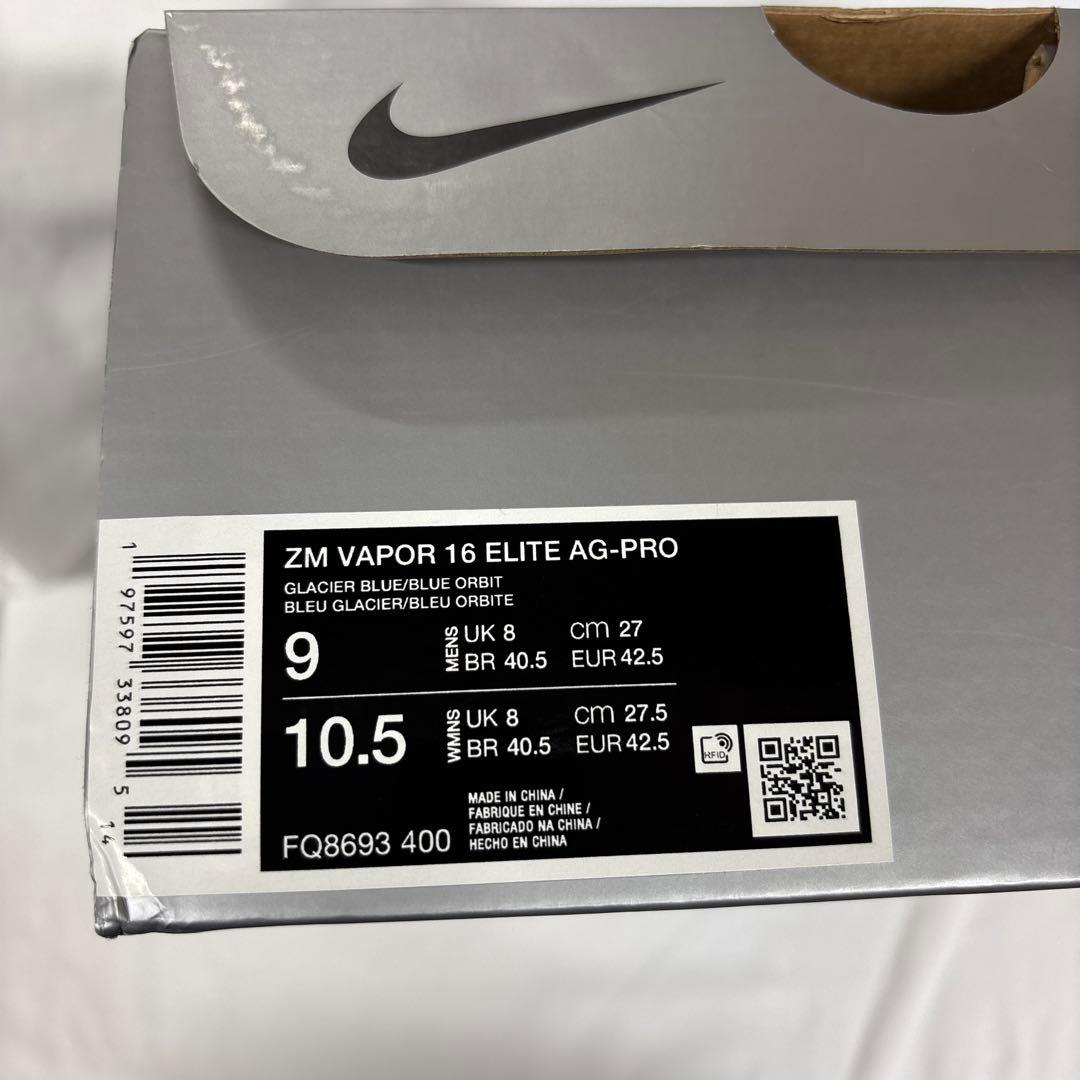 ZM VAPOR 16 ELITE AG-PRO
GLACIER BLUE/BLUE ORBIT
BLEU GLACIER/BLEU ORBITE
9 MENS UK 8 cm 27
BR 40.5 EUR 42.5
10.5 WMNS UK 8 cm 27.5
BR 40.5 EUR 42.5
RFID
MADE IN CHINA /
FABRIQUE EN CHINE /
FABRICADO NA CHINA /
HECHO EN CHINA
FQ8693 400
1 97597 33809 5 14